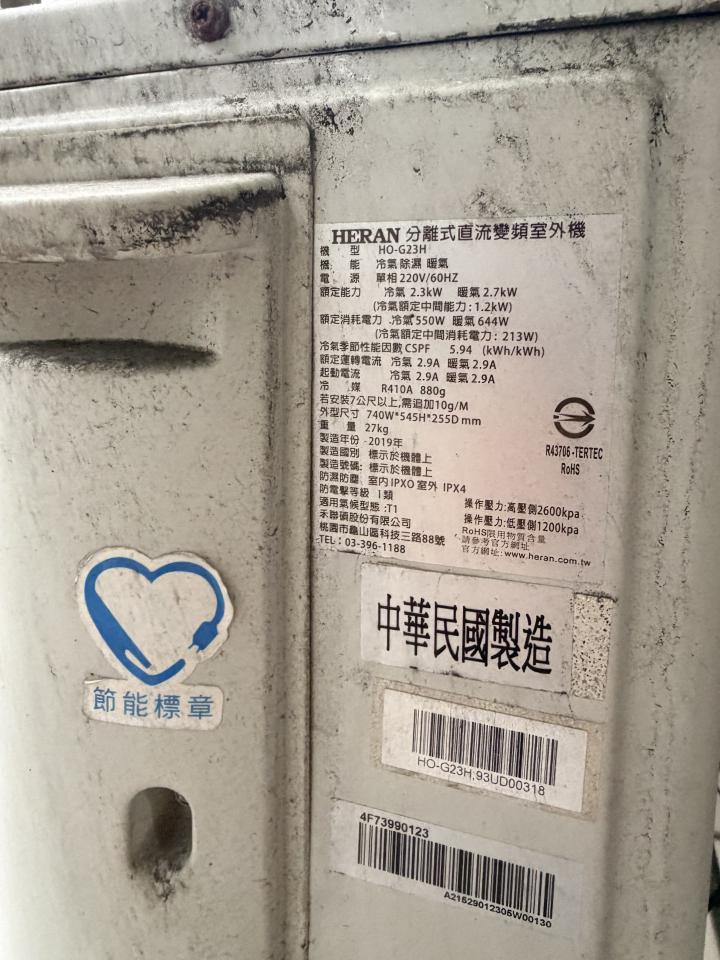 HERAN 分離式直流變頻室外機
機 型 HO-G23H
機 能 冷氣 除濕 暖氣
電 源 單相 220V/60HZ
額定能力 冷氣 2.3kW 暖氣 2.7kW
(冷氣額定中間能力 : 1.2kW)
額定消耗電力 冷氣 550W 暖氣 644W
(冷氣額定中間消耗電力 : 213W)
冷氣季節性能因數 CSPF 5.94 (kWh/kWh)
額定運轉電流 冷氣 2.9A 暖氣 2.9A
起動電流 冷氣 2.9A 暖氣 2.9A
冷 媒 R410A 880g
若安裝7公尺以上,需追加10g/M
外型尺寸 740W*545H*255D mm
重 量 27kg
製造年份 - 2019年
製造國別 標示於機體上
製造號碼: 標示於機體上
防濕防塵 室內 IPX0 室外 IPX4
防電擊等級 I類
適用氣候型態 :T1
禾聯碩股份有限公司
桃園市龜山區科技三路88號
TEL : 03-396-1188
R43706 -TERTEC
RoHS
操作壓力: 高壓側2600kpa
操作壓力: 低壓側1200kpa
RoHS限用物質含量
請參考官方網址
官方網址: www.heran.com.tw
中華民國製造
節能標章
HO-G23H,93UD00318
4F73990123
A21529012305W00130